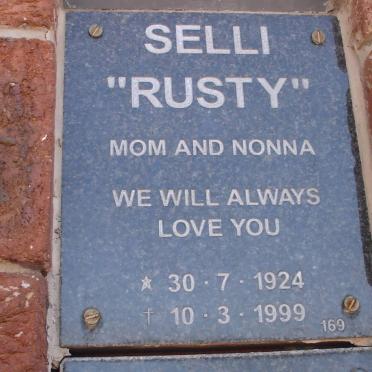 SELLI
"RUSTY"
MOM AND NONNA
WE WILL ALWAYS
LOVE YOU
★ 30 · 7 · 1924
† 10 · 3 · 1999
169